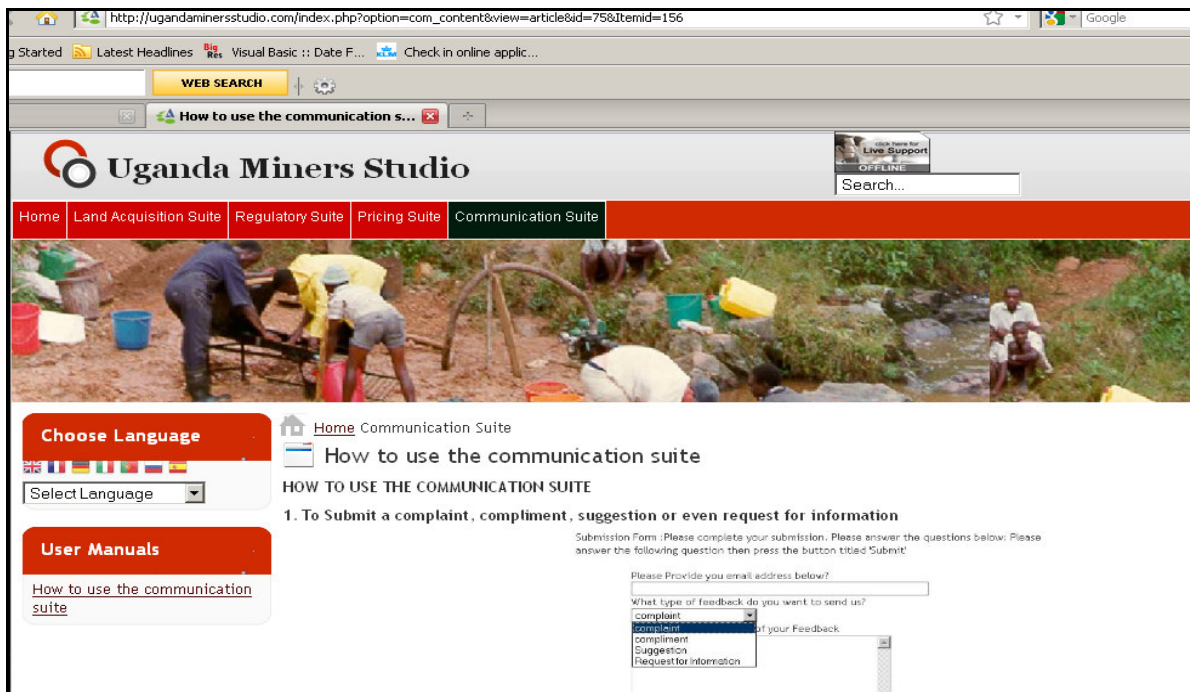 http://ugandaminersstudio.com/index.php?option=com_content&view=article&id=75&Itemid=156
Google
g Started Latest Headlines Big Res Visual Basic :: Date F... KLM Check in online applic...
WEB SEARCH
How to use the communication s...
Uganda Miners Studio
click here for
Live Support
OFFLINE
Search...
Home Land Acquisition Suite Regulatory Suite Pricing Suite Communication Suite
Choose Language
Select Language
User Manuals
How to use the communication
suite
Home Communication Suite
How to use the communication suite
HOW TO USE THE COMMUNICATION SUITE
1. To Submit a complaint, compliment, suggestion or even request for information
Submission Form :Please complete your submission. Please answer the questions below: Please
answer the following question then press the button titled 'Submit'
Please Provide you email address below?
What type of feedback do you want to send us?
complaint
complaint of your Feedback
compliment
Suggestion
Request for Information